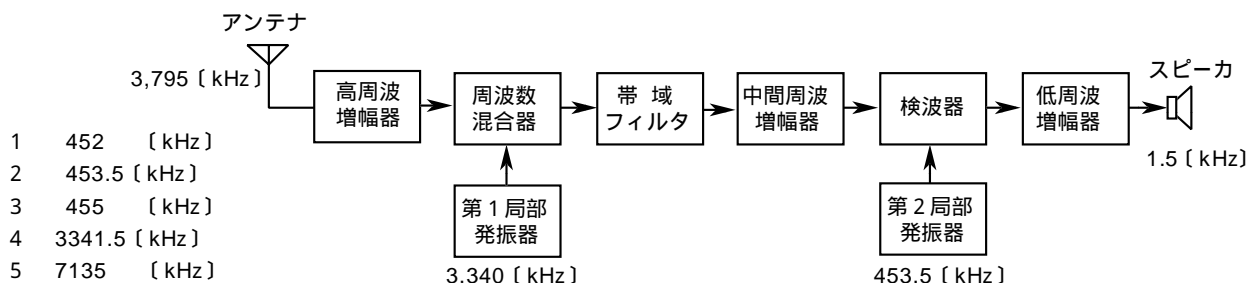 アンテナ
3,795〔kHz〕
高周波
増幅器
周波数
混合器
帯 域
フィルタ
中間周波
増幅器
検波器
低周波
増幅器
スピーカ
1.5〔kHz〕
第1局部
発振器
3.340〔kHz〕
第2局部
発振器
453.5〔kHz〕
1 452 〔kHz〕
2 453.5〔kHz〕
3 455 〔kHz〕
4 3341.5〔kHz〕
5 7135 〔kHz〕